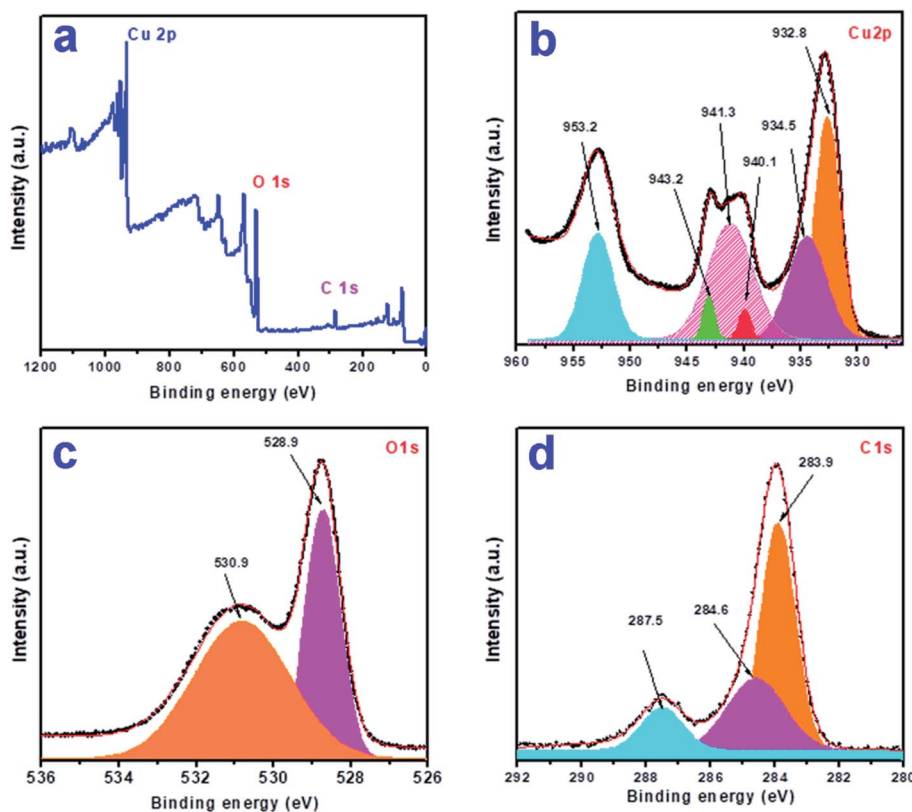 a
Cu 2p
O 1s
C 1s
Intensity (a.u.)
1200 1000 800 600 400 200 0
Binding energy (eV)
b
Cu2p
932.8
941.3
934.5
953.2
943.2
940.1
Intensity (a.u.)
960 955 950 945 940 935 930
Binding energy (eV)
c
O1s
528.9
530.9
Intensity (a.u.)
536 534 532 530 528 526
Binding energy (eV)
d
C1s
283.9
284.6
287.5
Intensity (a.u.)
292 290 288 286 284 282 280
Binding energy (eV)